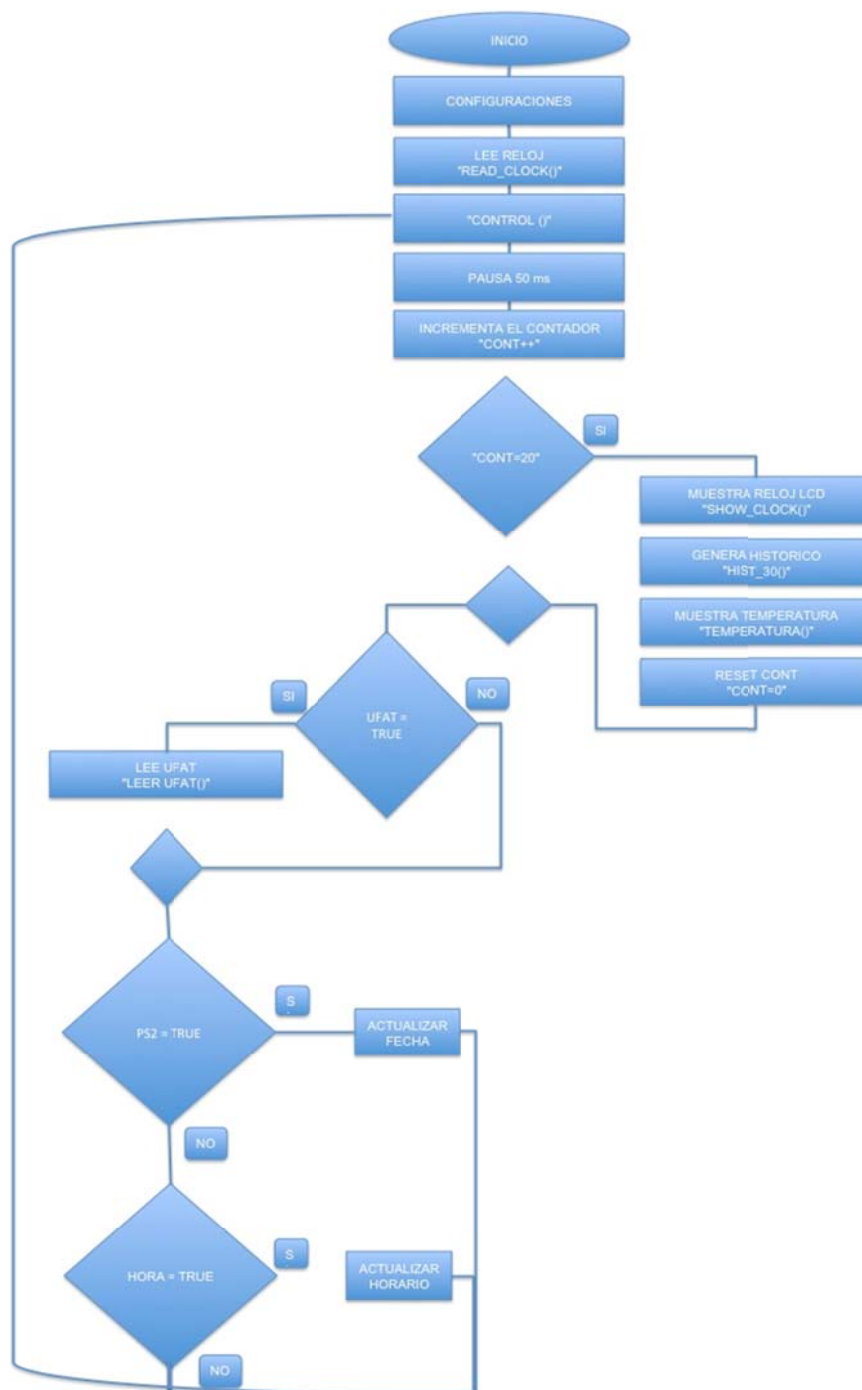 INICIO
CONFIGURACIONES
LEE RELOJ
"READ_CLOCK()"
"CONTROL ()"
PAUSA 50 ms
INCREMENTA EL CONTADOR
"CONT++"
SI
"CONT=20"
MUESTRA RELOJ LCD
"SHOW_CLOCK()"
GENERA HISTORICO
"HIST_30()"
MUESTRA TEMPERATURA
"TEMPERATURA()"
RESET CONT
"CONT=0"
SI
NO
UFAT =
TRUE
LEE UFAT
"LEER UFAT()"
S
PS2 = TRUE
ACTUALIZAR
FECHA
NO
S
HORA = TRUE
ACTUALIZAR
HORARIO
NO